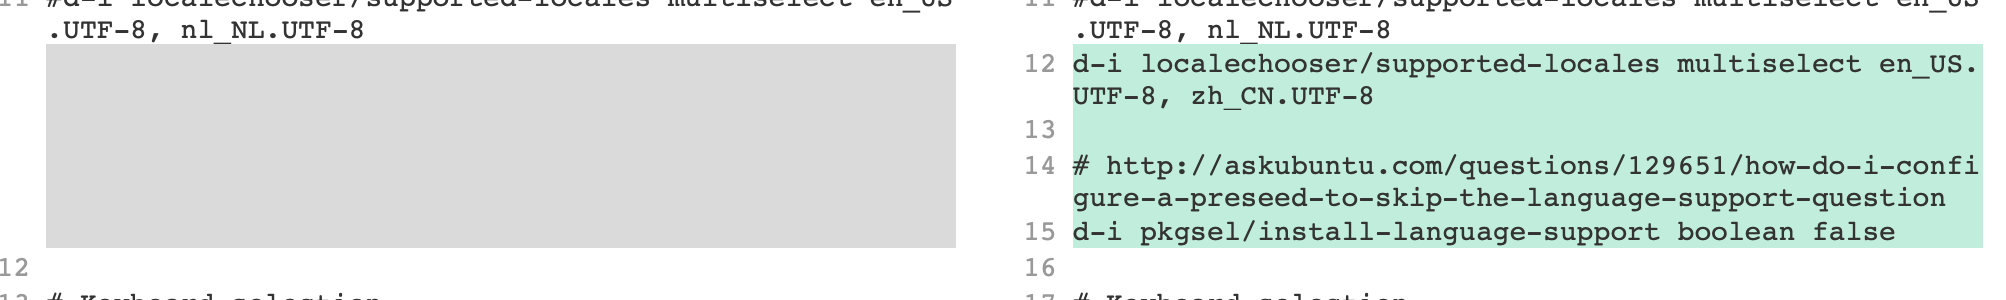 11 #d-i localechooser/supported-locales multiselect en_US
.UTF-8, nl_NL.UTF-8
12
13 # Keyboard selection
11 #d-i localechooser/supported-locales multiselect en_US
.UTF-8, nl_NL.UTF-8
12 d-i localechooser/supported-locales multiselect en_US.
UTF-8, zh_CN.UTF-8
13
14 # http://askubuntu.com/questions/129651/how-do-i-confi
gure-a-preseed-to-skip-the-language-support-question
15 d-i pkgsel/install-language-support boolean false
16
17 # Keyboard selection